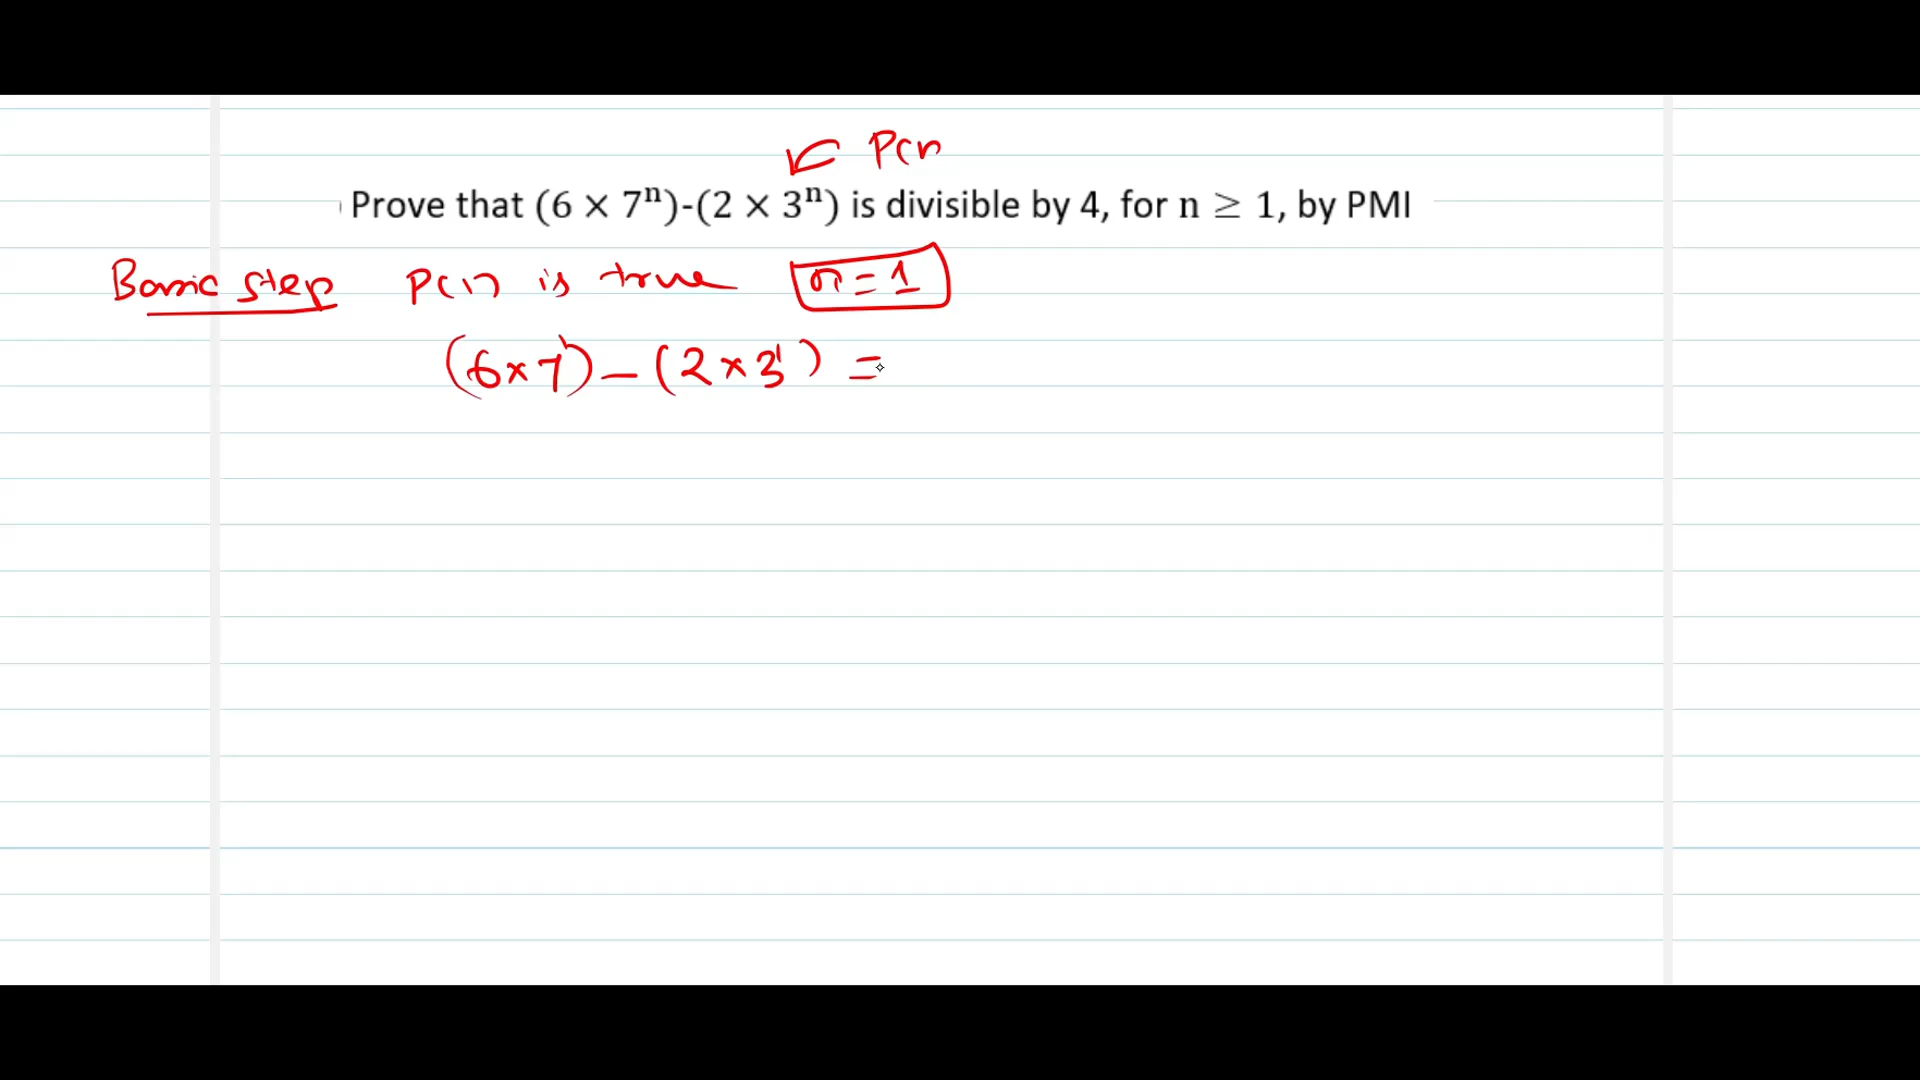 P(n
Prove that (6 × 7ⁿ)-(2 × 3ⁿ) is divisible by 4, for n ≥ 1, by PMI
Basic step P(1) is true n = 1
(6 × 7¹) – (2 × 3¹) =